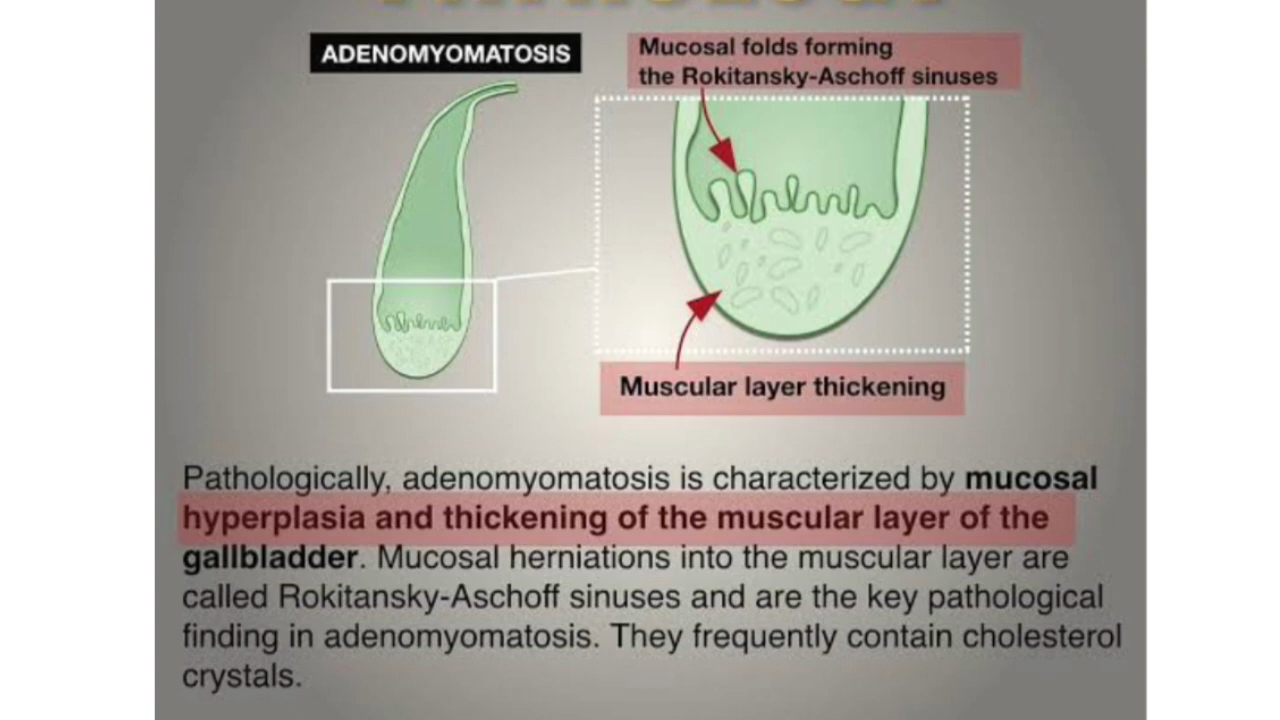 ADENOMYOMATOSIS
Mucosal folds forming
the Rokitansky-Aschoff sinuses
Muscular layer thickening
Pathologically, adenomyomatosis is characterized by mucosal
hyperplasia and thickening of the muscular layer of the
gallbladder. Mucosal herniations into the muscular layer are
called Rokitansky-Aschoff sinuses and are the key pathological
finding in adenomyomatosis. They frequently contain cholesterol
crystals.